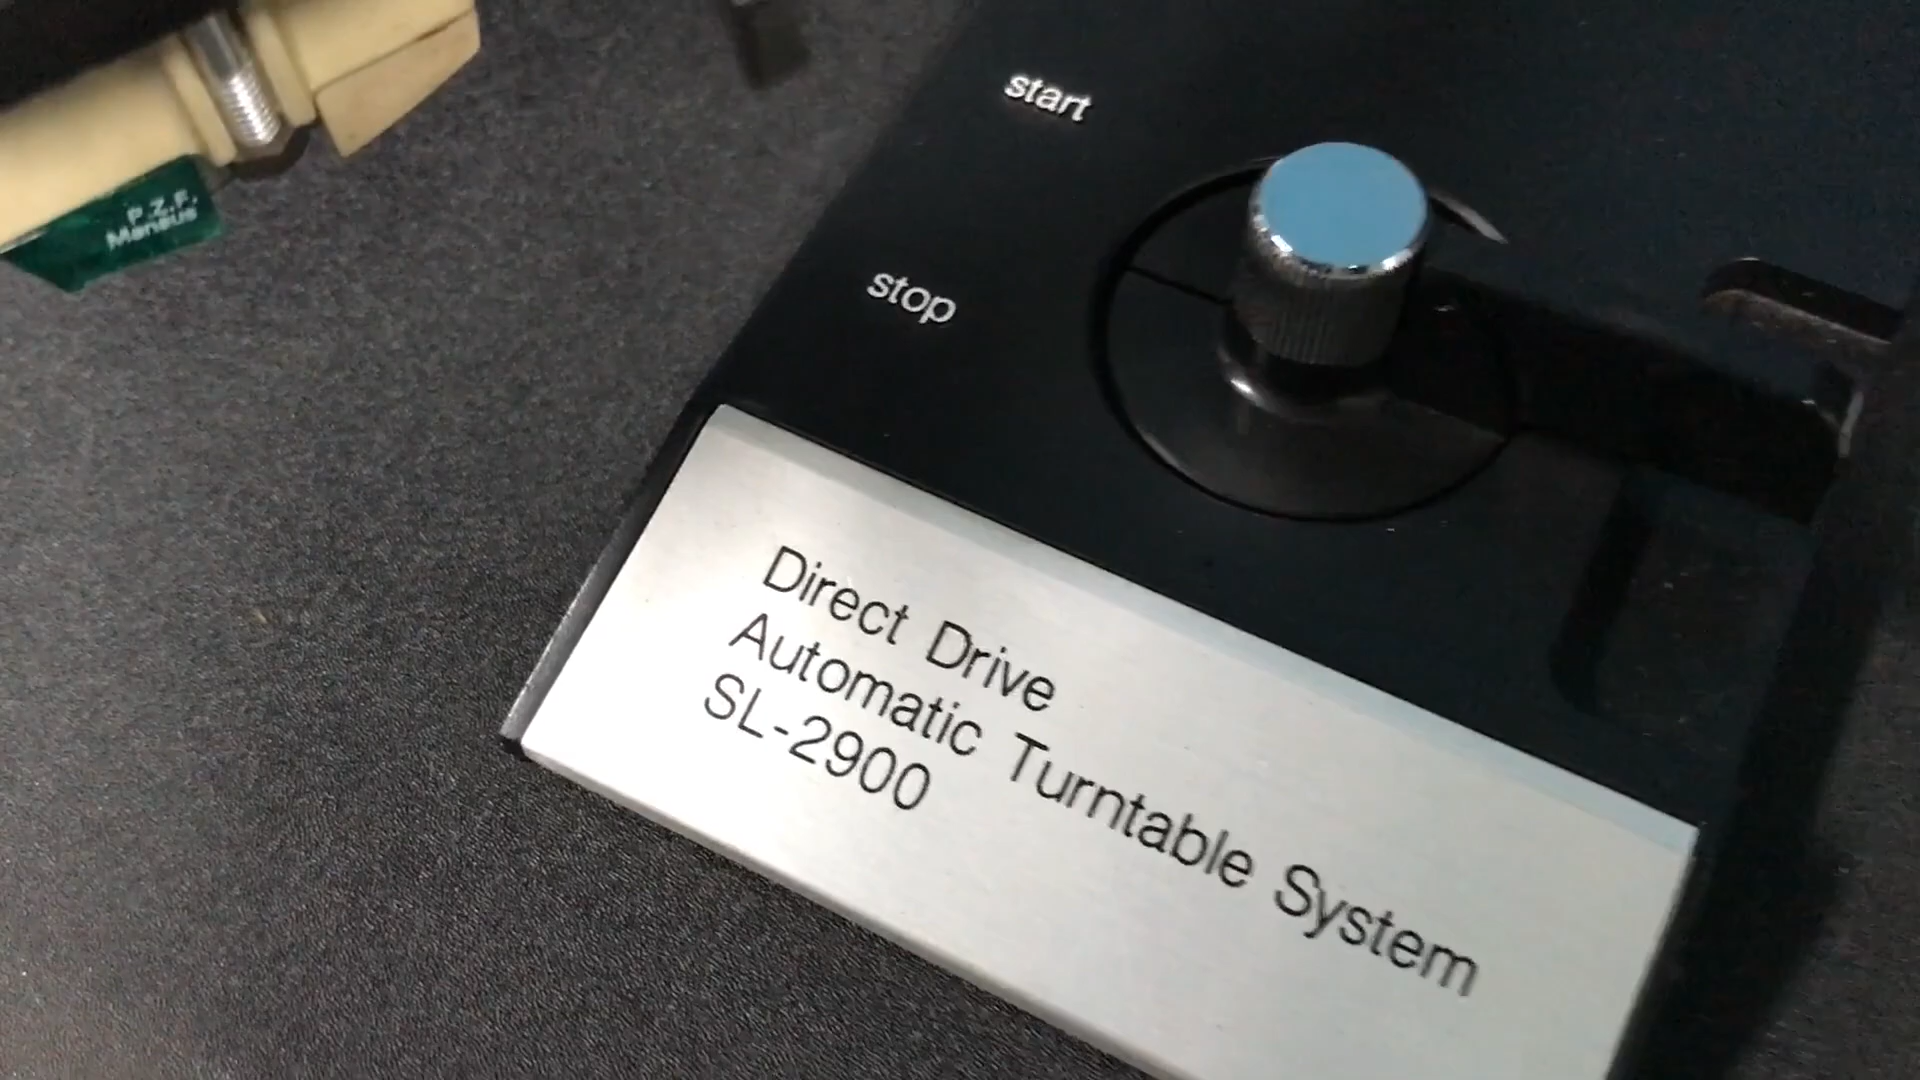 P.Z.F.
Manaus
start
stop
Direct Drive
Automatic Turntable System
SL-2900